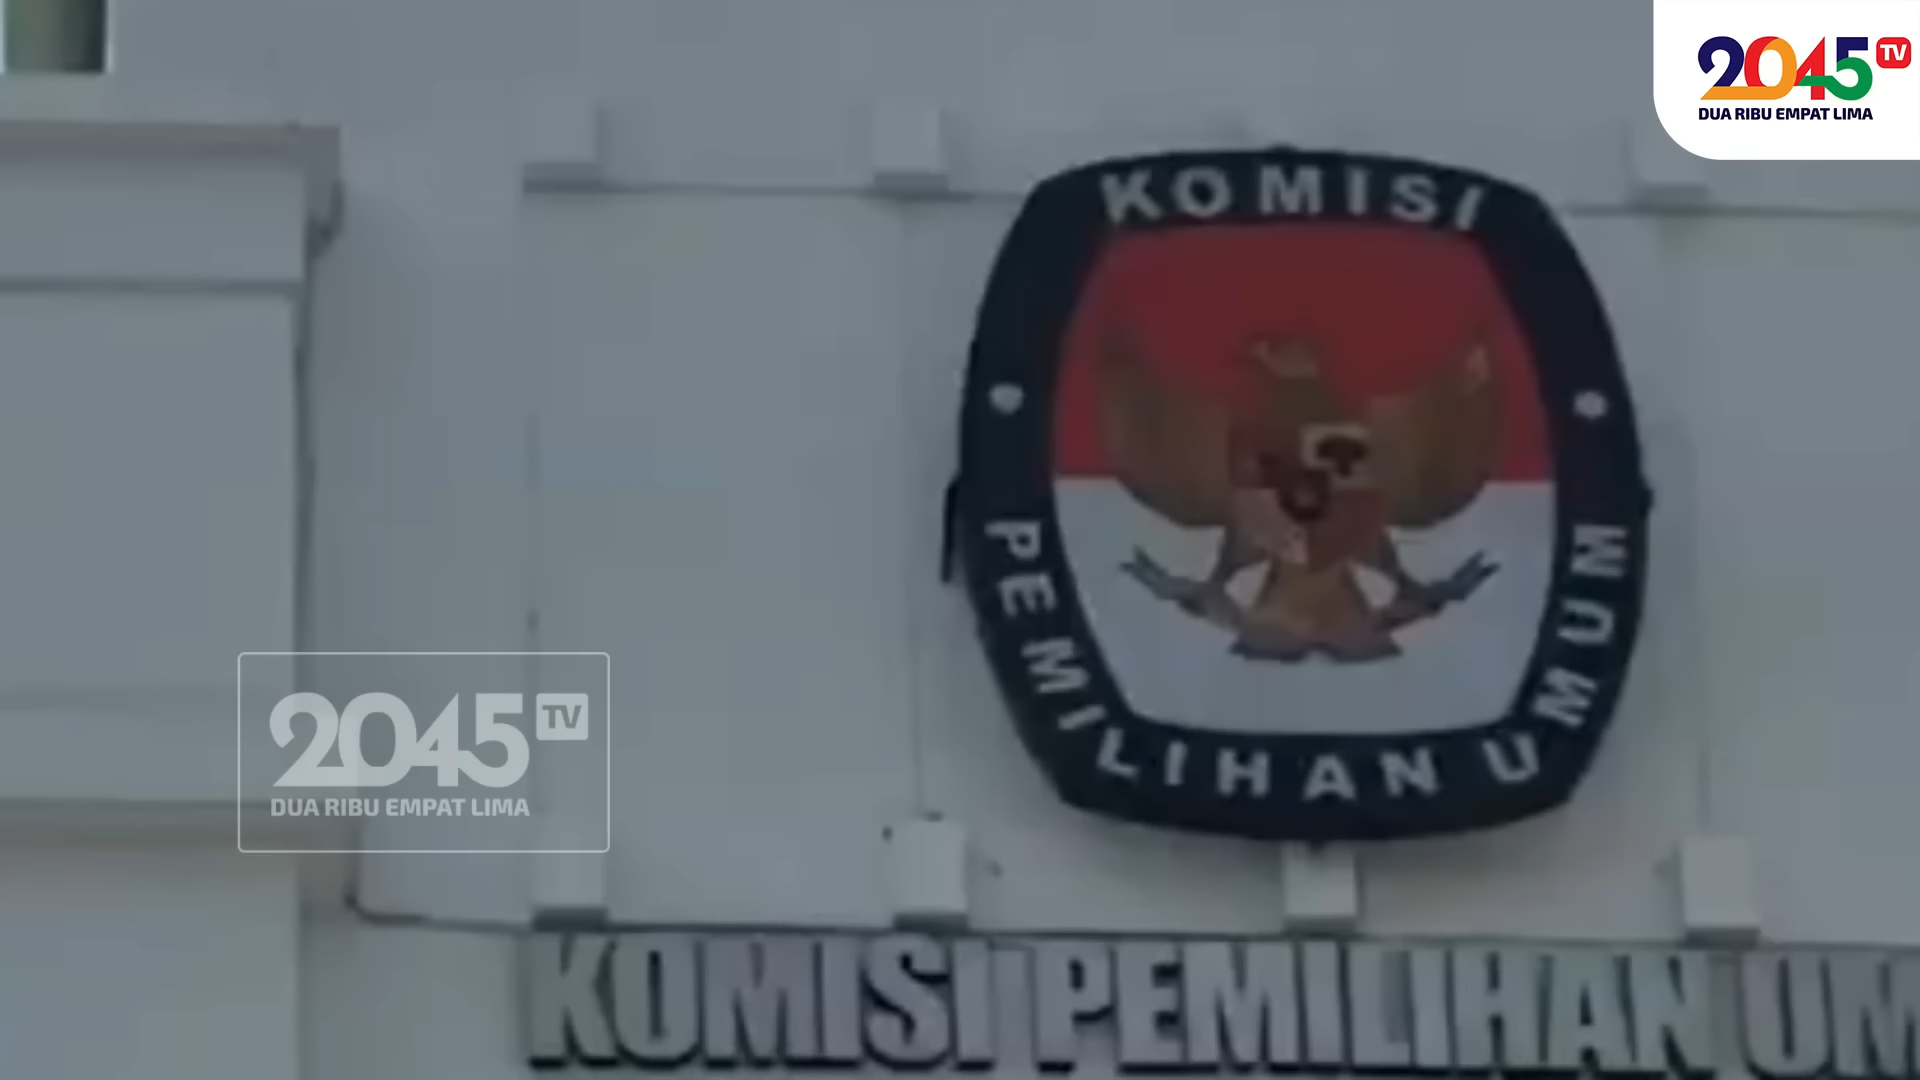 2045 TV
DUA RIBU EMPAT LIMA
KOMISI
PEMILIHAN UMUM
2045 TV
DUA RIBU EMPAT LIMA
KOMISI PEMILIHAN UM